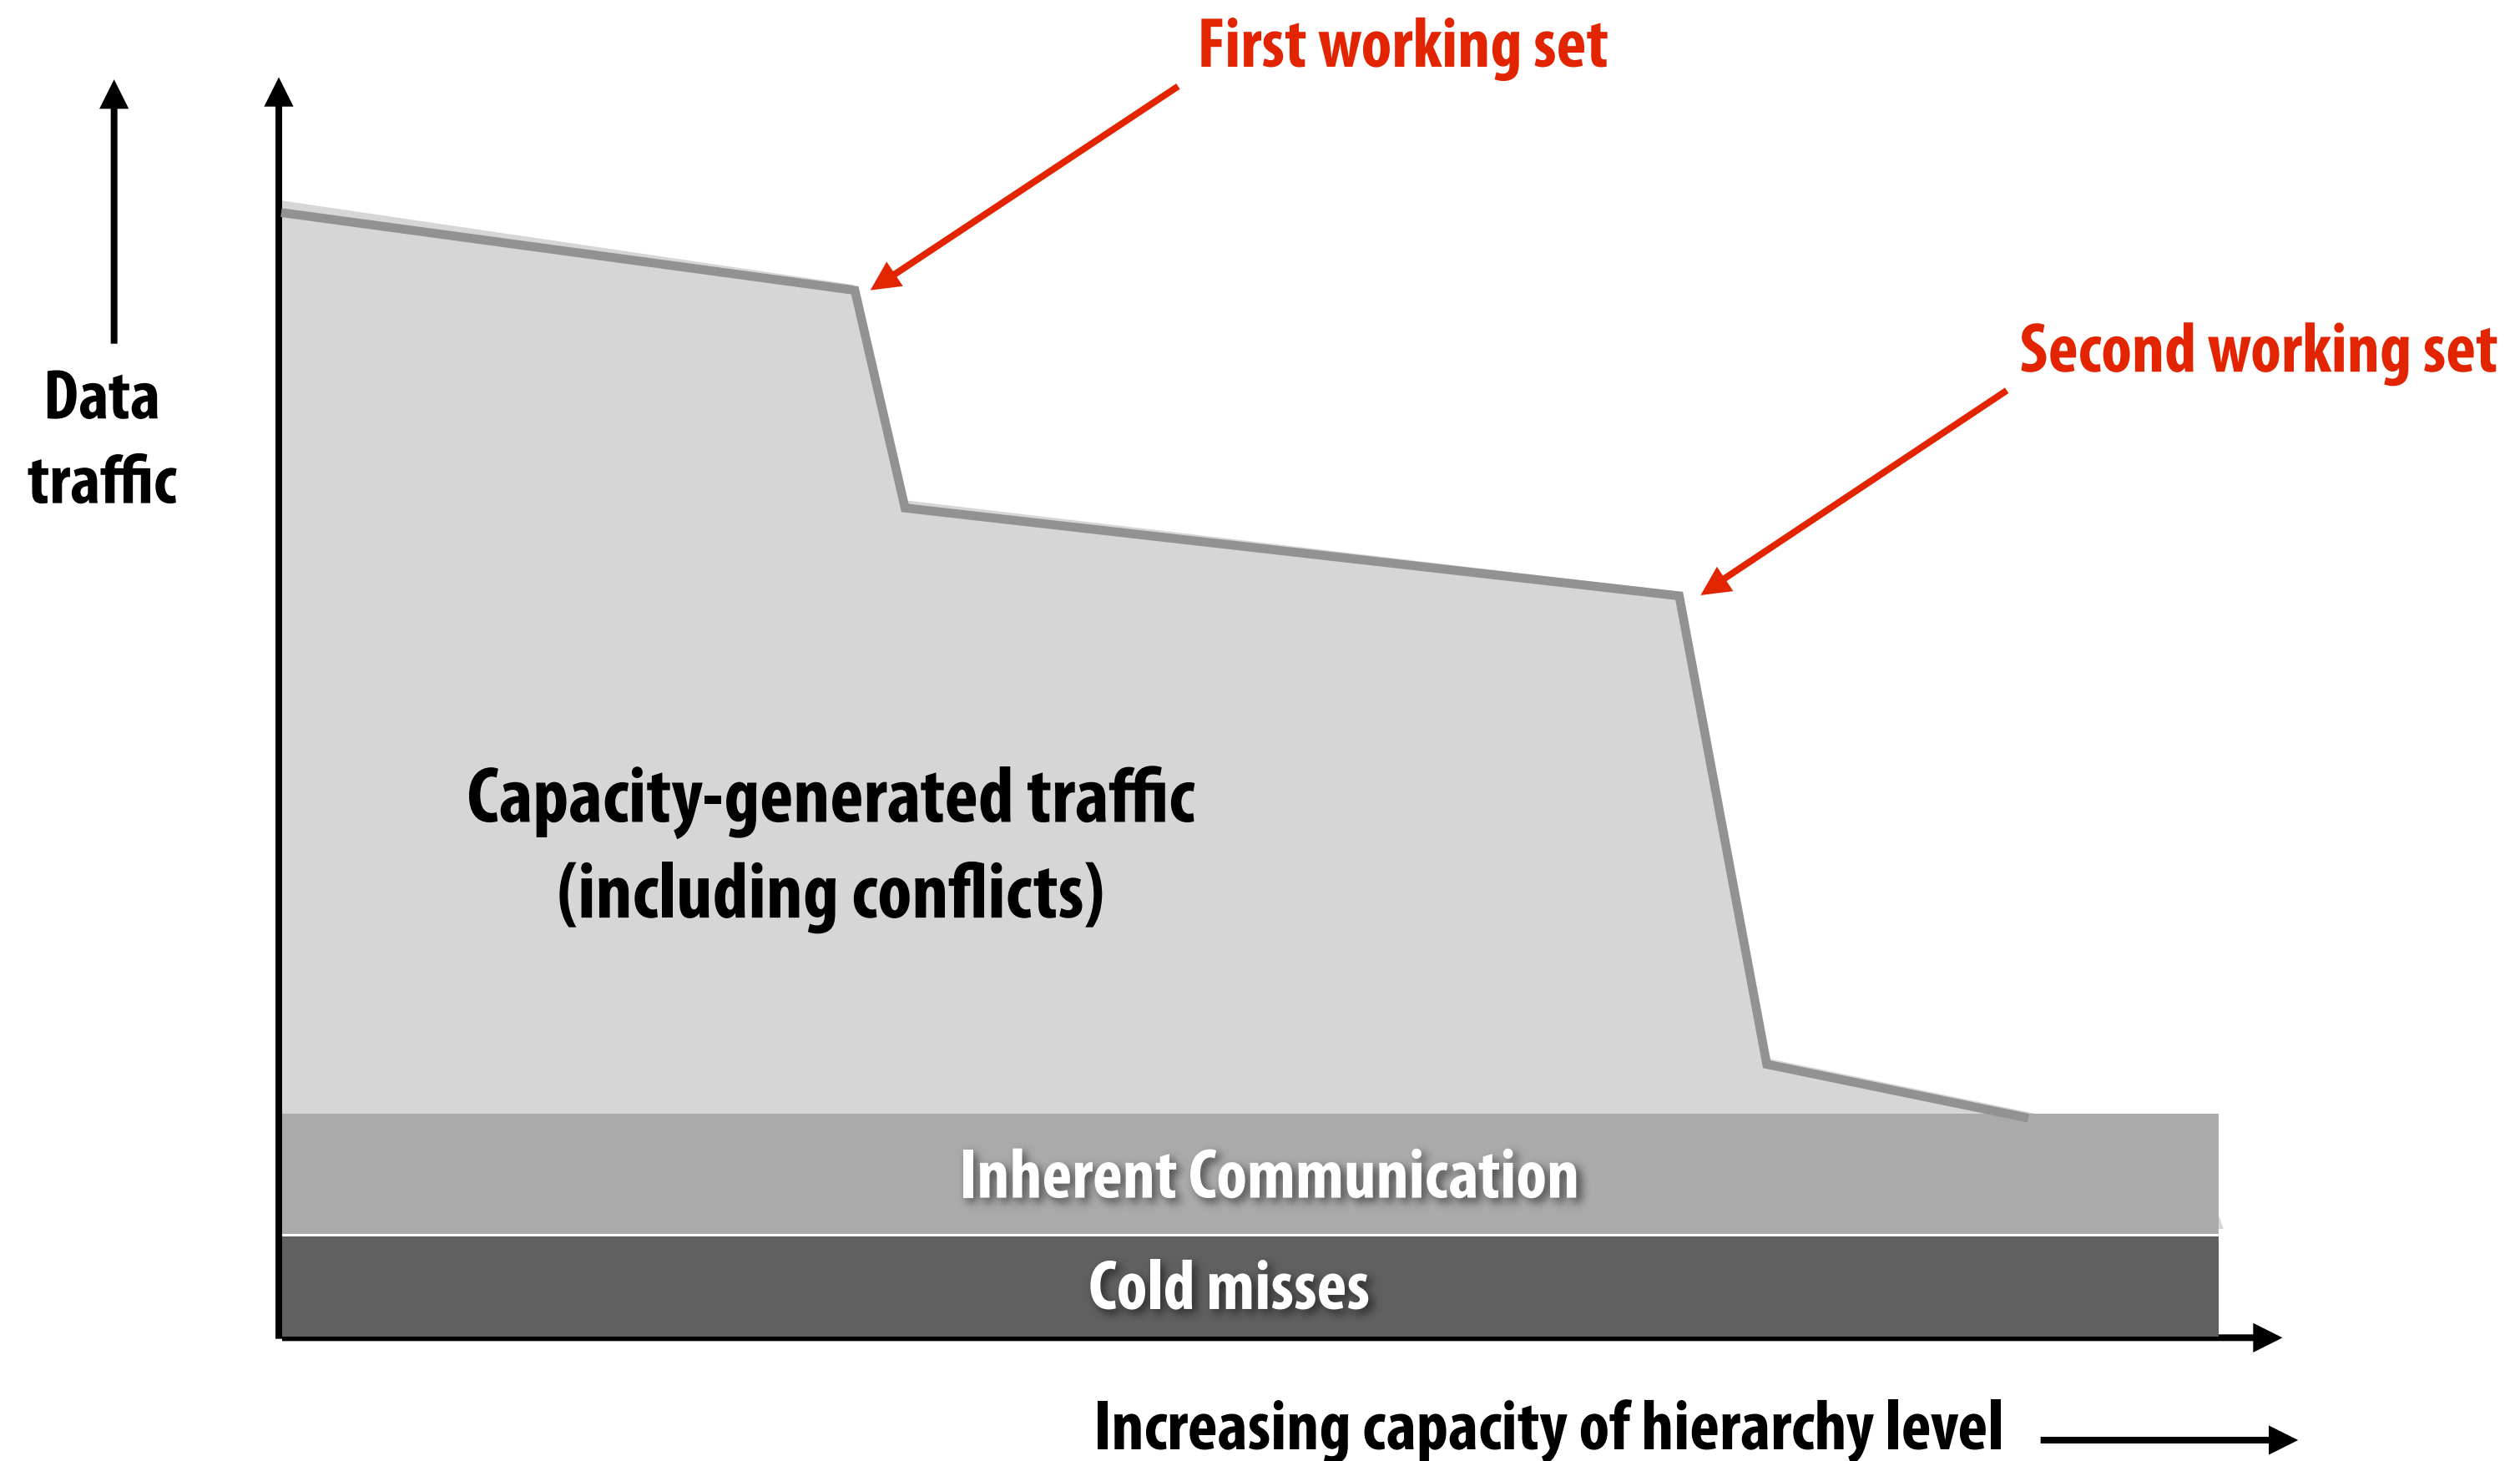 First working set
Second working set
Data
traffic
Capacity-generated traffic
(including conflicts)
Inherent Communication
Cold misses
Increasing capacity of hierarchy level